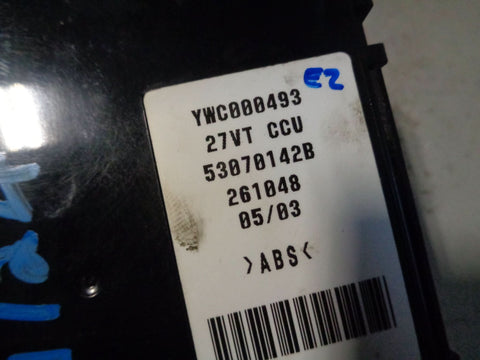 YWC000493
E2
27VT CCU
53070142B
261048
05/03
>ABS<